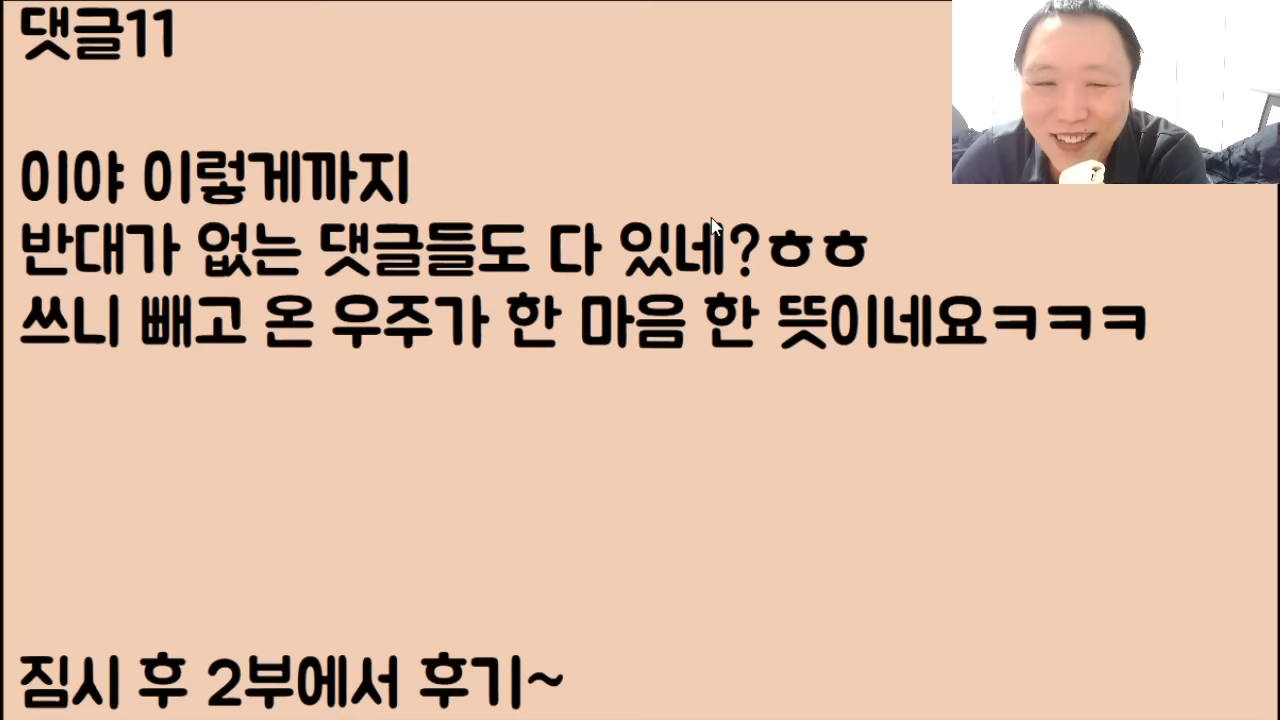 댓글11
이야 이렇게까지
반대가 없는 댓글들도 다 있네?ㅎㅎ
쓰니 빼고 온 우주가 한 마음 한 뜻이네요ㅋㅋㅋ
짐시 후 2부에서 후기~